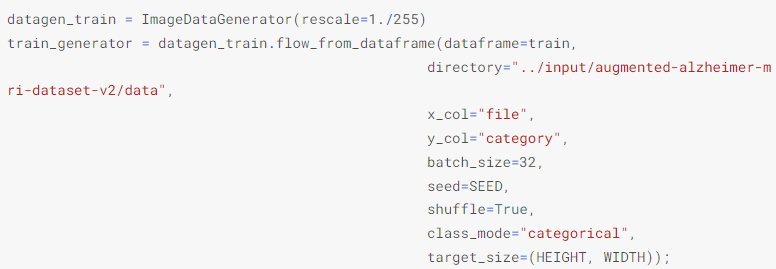 datagen_train = ImageDataGenerator(rescale=1./255)
train_generator = datagen_train.flow_from_dataframe(dataframe=train,
directory="../input/augmented-alzheimer-m
ri-dataset-v2/data",
x_col="file",
y_col="category",
batch_size=32,
seed=SEED,
shuffle=True,
class_mode="categorical",
target_size=(HEIGHT, WIDTH));